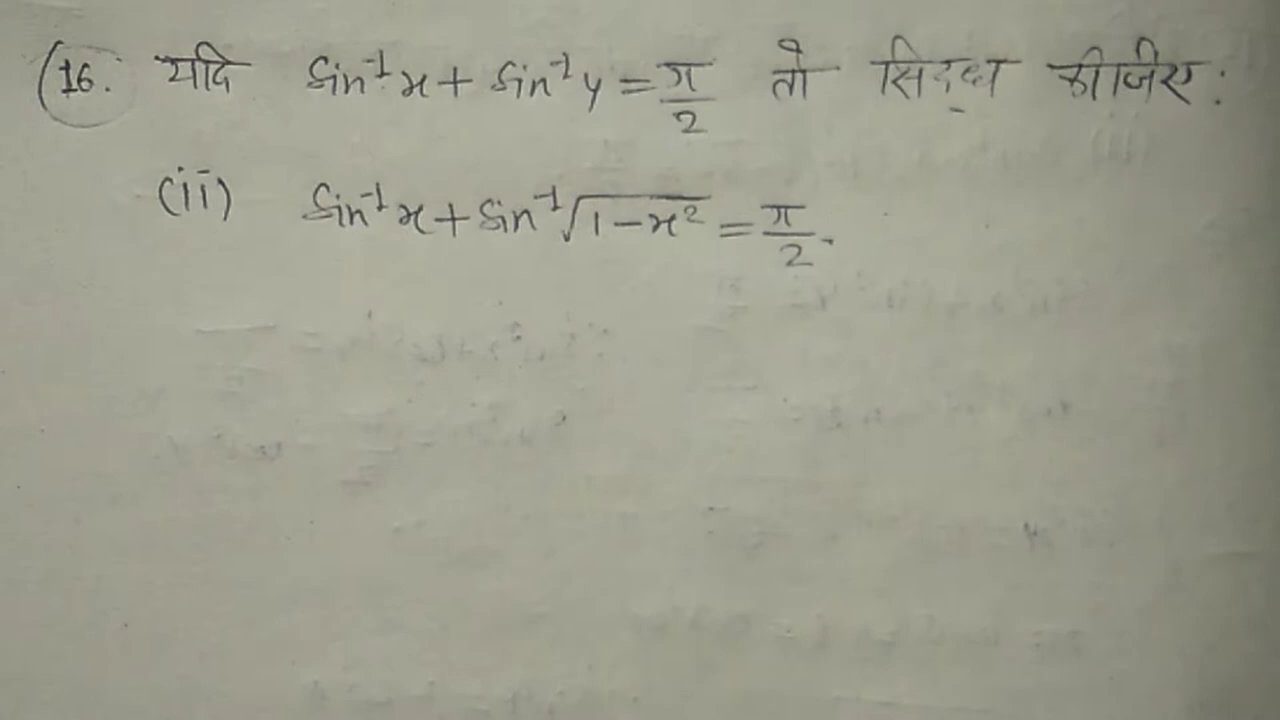 16. यदि sin⁻¹x + sin⁻¹y = π/2 तो सिद्ध कीजिए :
(ii) sin⁻¹x + sin⁻¹√(1-x²) = π/2.